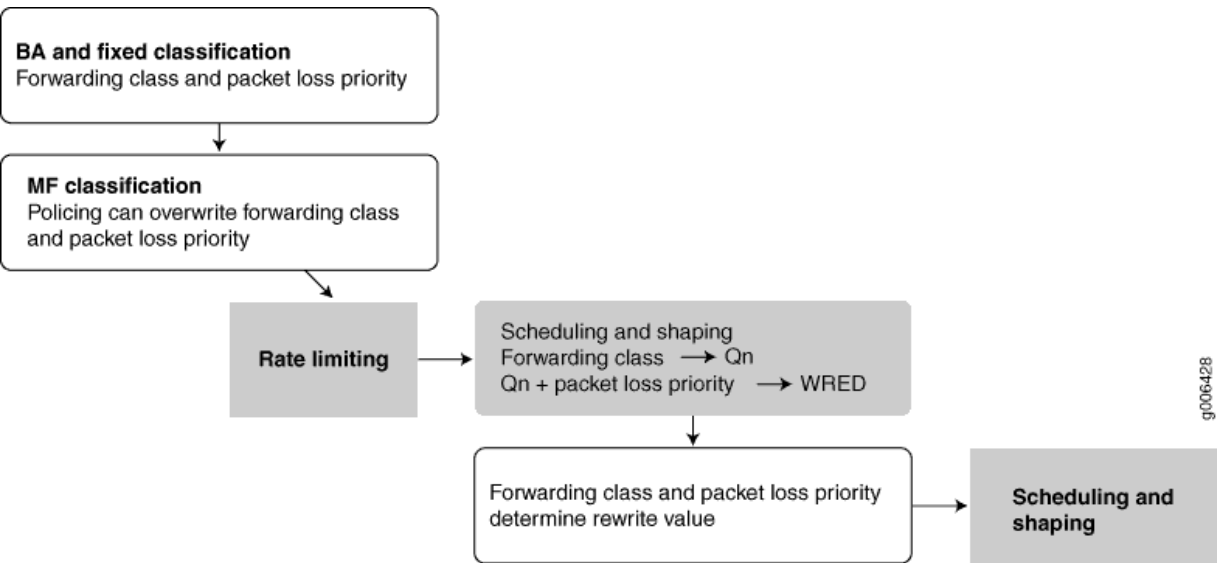 BA and fixed classification
Forwarding class and packet loss priority
MF classification
Policing can overwrite forwarding class
and packet loss priority
Rate limiting
Scheduling and shaping
Forwarding class → Qn
Qn + packet loss priority → WRED
g006428
Forwarding class and packet loss priority
determine rewrite value
Scheduling and
shaping